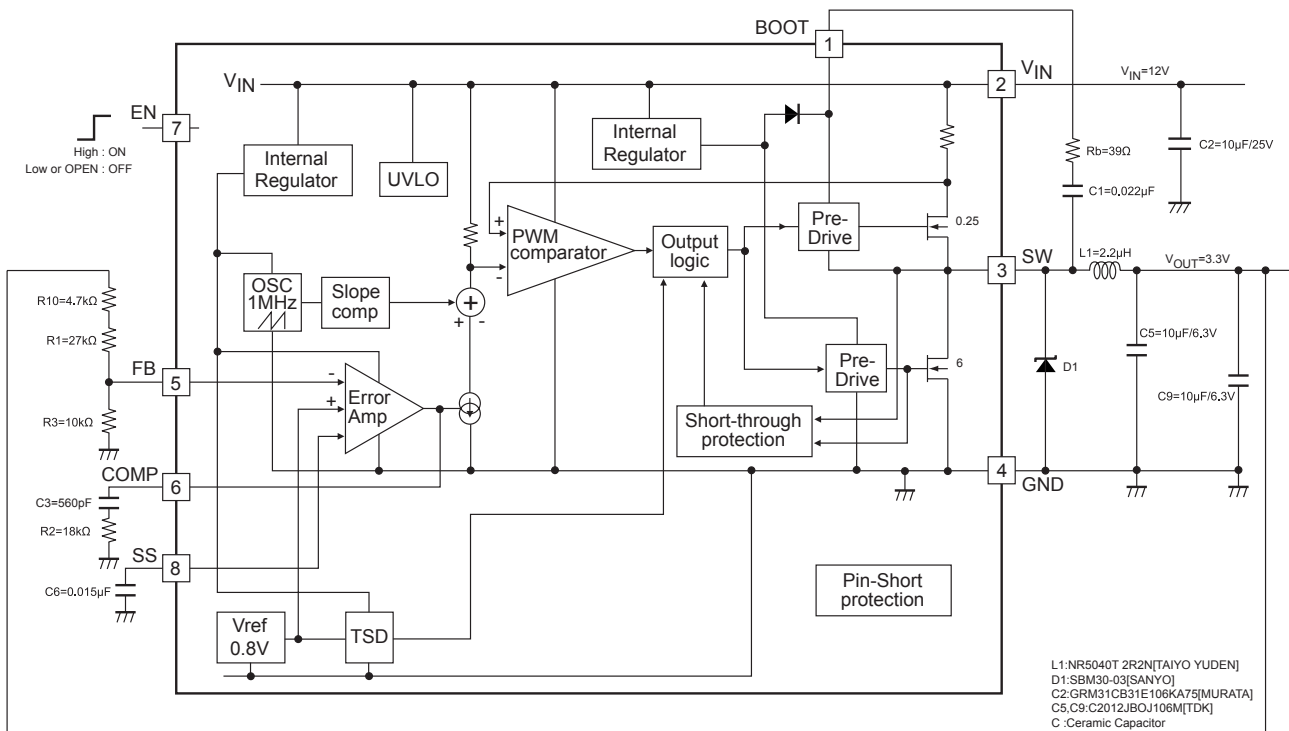 BOOT
1
VIN
VIN
2
VIN=12V
EN
7
High : ON
Low or OPEN : OFF
Internal
Regulator
UVLO
Internal
Regulator
Rb=39Ω
C2=10µF/25V
C1=0.022µF
+
PWM
comparator
-
Output
logic
Pre-
Drive
0.25
3
SW
L1=2.2µH
VOUT=3.3V
OSC
1MHz
Slope
comp
+
+
-
R10=4.7kΩ
R1=27kΩ
FB
5
R3=10kΩ
-
+
Error
Amp
Pre-
Drive
6
D1
C5=10µF/6.3V
C9=10µF/6.3V
Short-through
protection
4
GND
COMP
6
C3=560pF
R2=18kΩ
SS
8
C6=0.015µF
Pin-Short
protection
Vref
0.8V
TSD
L1:NR5040T 2R2N[TAIYO YUDEN]
D1:SBM30-03[SANYO]
C2:GRM31CB31E106KA75[MURATA]
C5,C9:C2012JBOJ106M[TDK]
C :Ceramic Capacitor